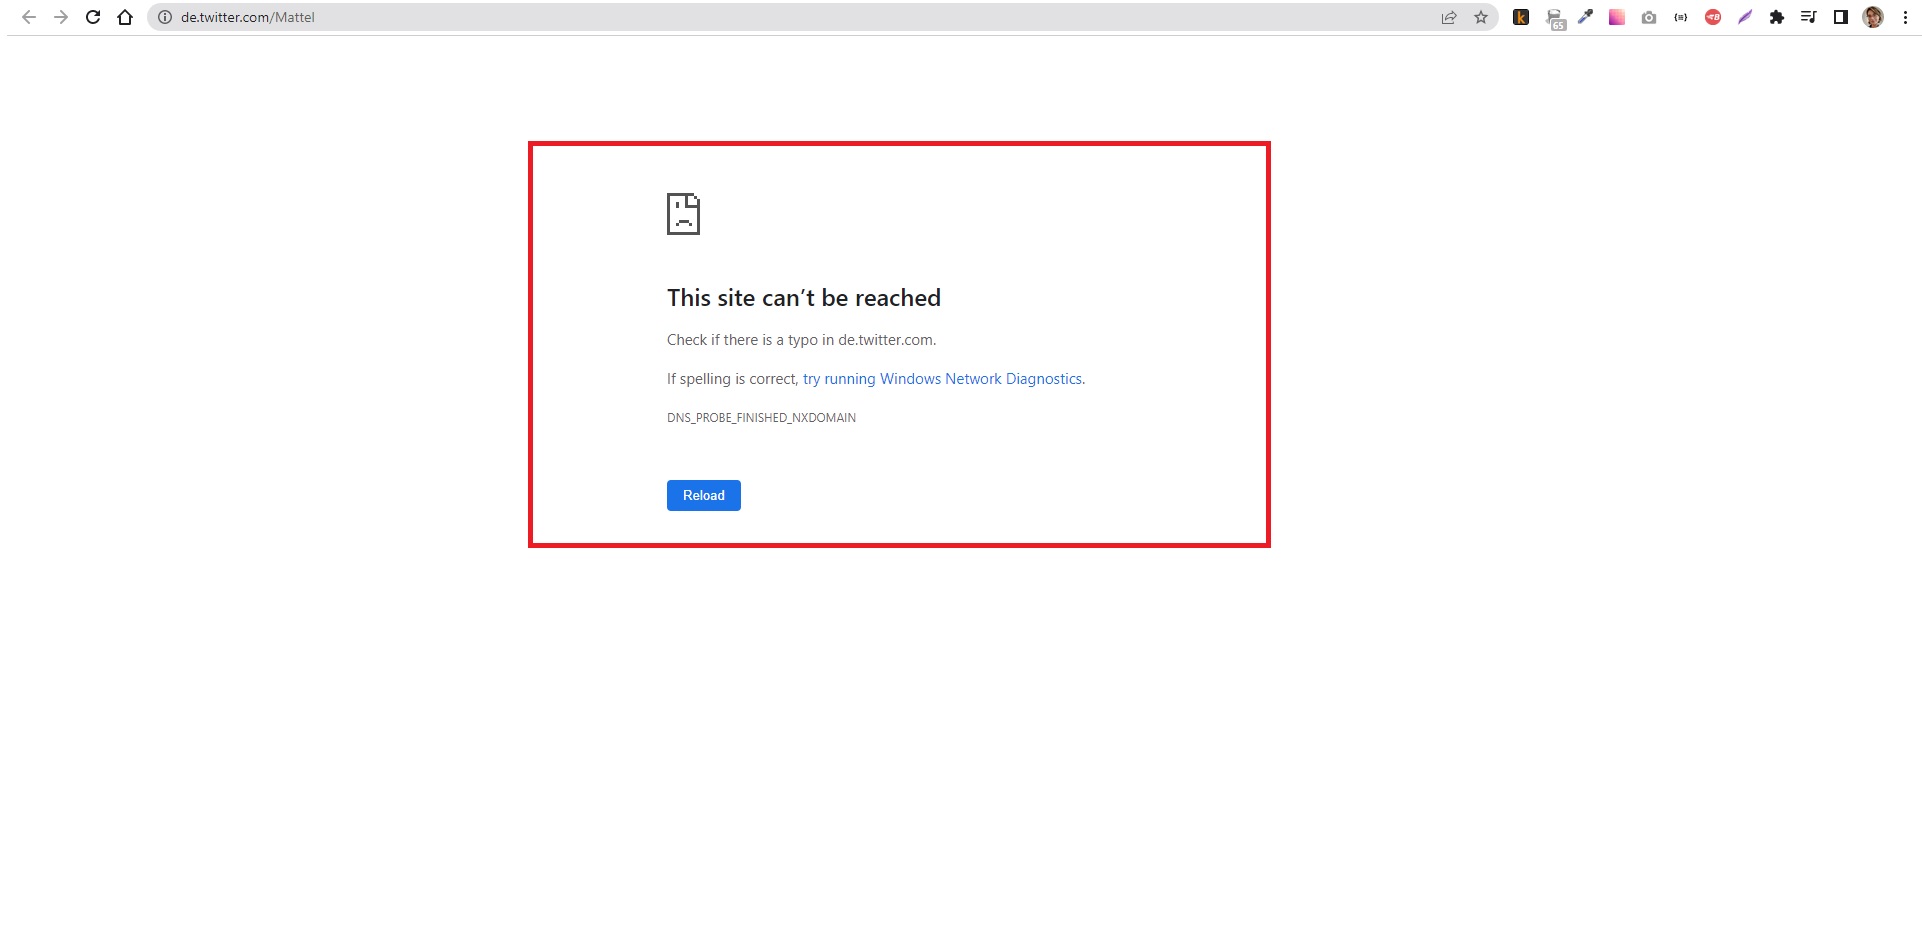 de.twitter.com/Mattel
65
This site can’t be reached
Check if there is a typo in de.twitter.com.
If spelling is correct, try running Windows Network Diagnostics.
DNS_PROBE_FINISHED_NXDOMAIN
Reload